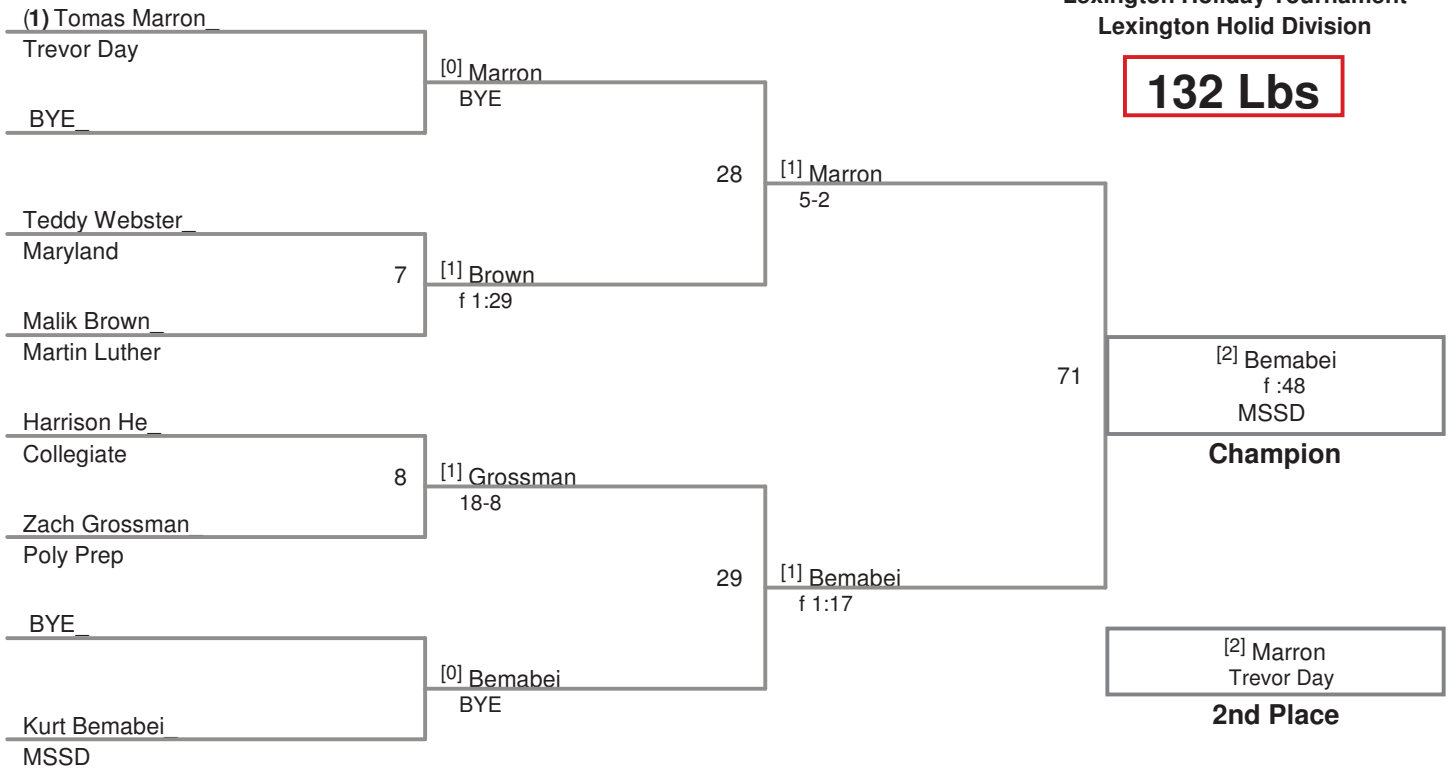 Lexington Holiday Tournament
Lexington Holid Division
132 Lbs
(1) Tomas Marron_
Trevor Day
BYE_
Teddy Webster_
Maryland
Malik Brown_
Martin Luther
Harrison He_
Collegiate
Zach Grossman_
Poly Prep
BYE_
Kurt Bemabei_
MSSD
[0] Marron
BYE
7
[1] Brown
f 1:29
8
[1] Grossman
18-8
[0] Bemabei
BYE
28
[1] Marron
5-2
29
[1] Bemabei
f 1:17
71
[2] Bemabei
f :48
MSSD
Champion
[2] Marron
Trevor Day
2nd Place